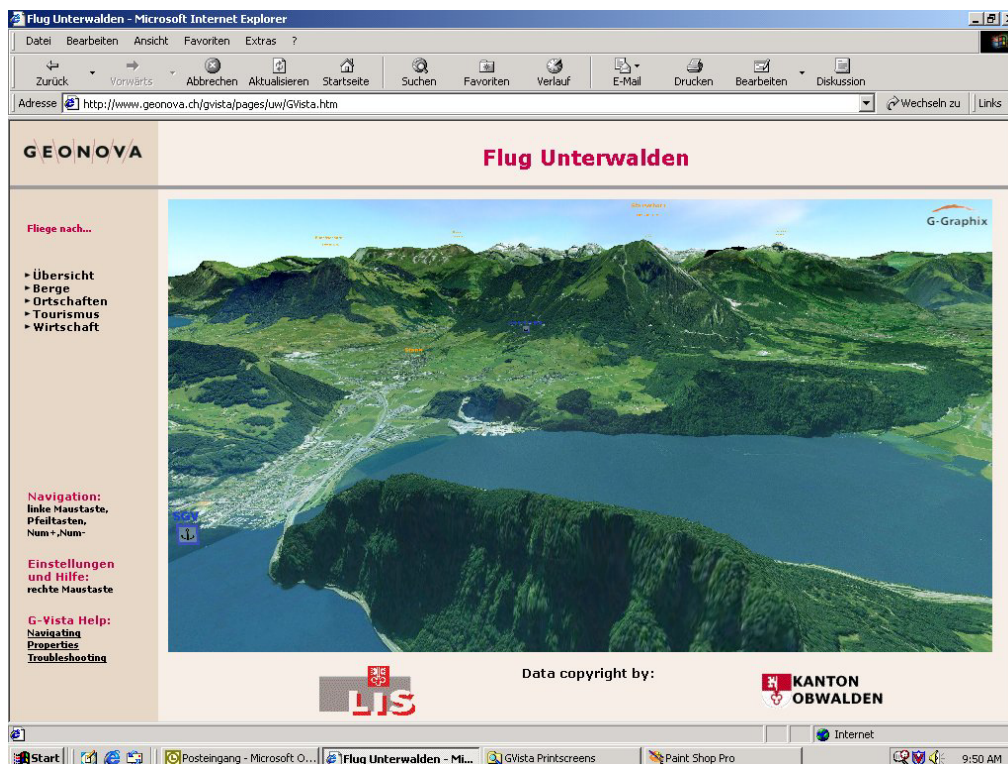 Flug Unterwalden - Microsoft Internet Explorer
Datei Bearbeiten Ansicht Favoriten Extras ?
Zurück Vorwärts Abbrechen Aktualisieren Startseite Suchen Favoriten Verlauf E-Mail Drucken Bearbeiten Diskussion
Adresse http://www.geonova.ch/gvista/pages/uw/GVista.htm Wechseln zu Links
GEONOVA
Flug Unterwalden
G-Graphix
Fliege nach...
Übersicht
Berge
Ortschaften
Tourismus
Wirtschaft
Navigation:
linke Maustaste,
Pfeiltasten,
Num+,Num-
SGV
Einstellungen
und Hilfe:
rechte Maustaste
G-Vista Help:
Navigating
Properties
Troubleshooting
LIS
Data copyright by:
KANTON
OBWALDEN
Internet
Start Posteingang - Microsoft O... Flug Unterwalden - Mi... GVista Printscreens Paint Shop Pro 9:50 AM